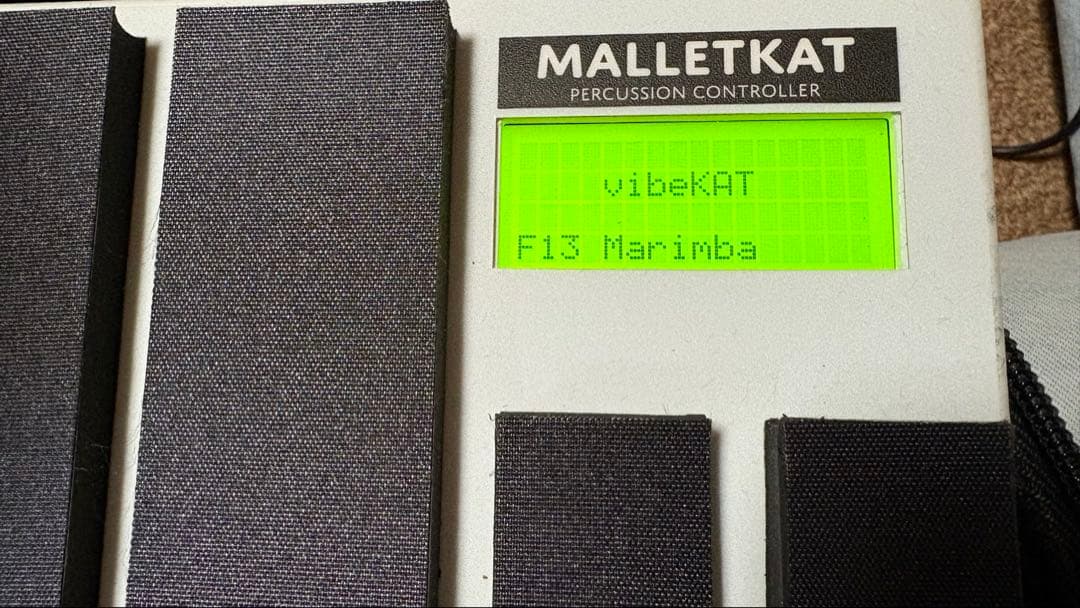 MALLETKAT
PERCUSSION CONTROLLER
vibeKAT
F13 Marimba